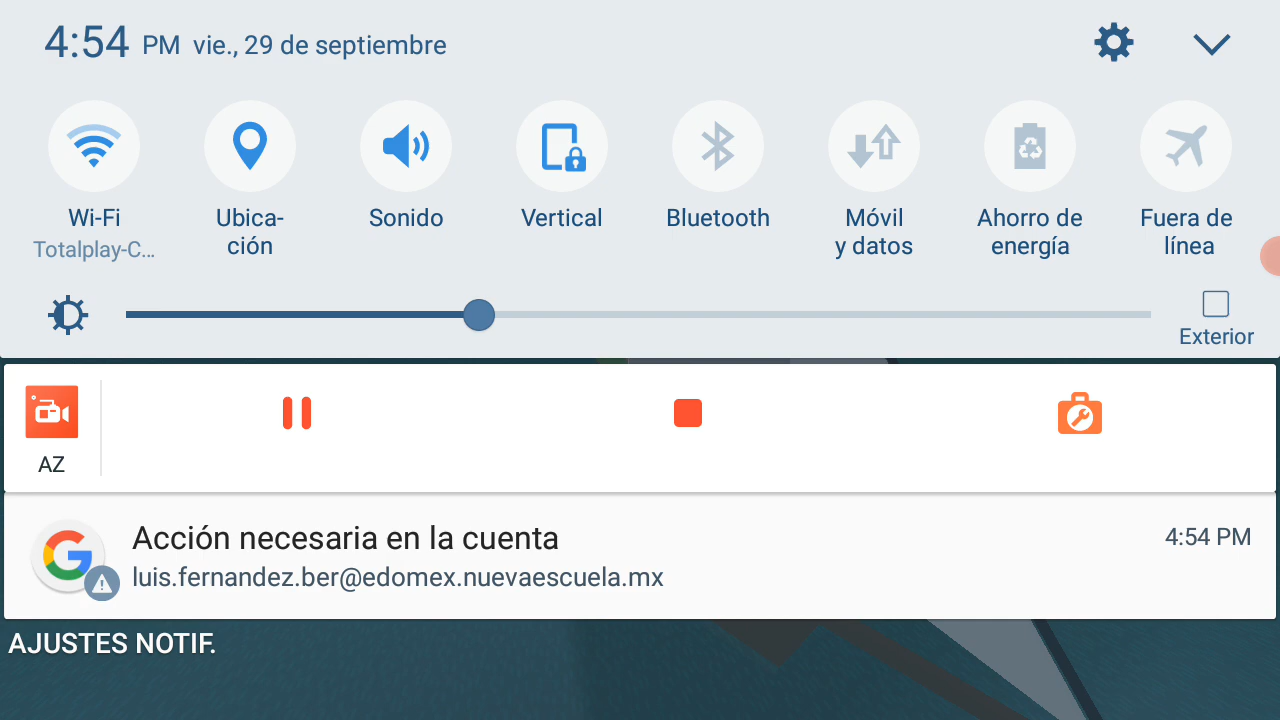 4:54 PM vie., 29 de septiembre
Wi-Fi
Totalplay-C...
Ubica-
ción
Sonido
Vertical
Bluetooth
Móvil
y datos
Ahorro de
energía
Fuera de
línea
Exterior
AZ
Acción necesaria en la cuenta
4:54 PM
luis.fernandez.ber@edomex.nuevaescuela.mx
AJUSTES NOTIF.